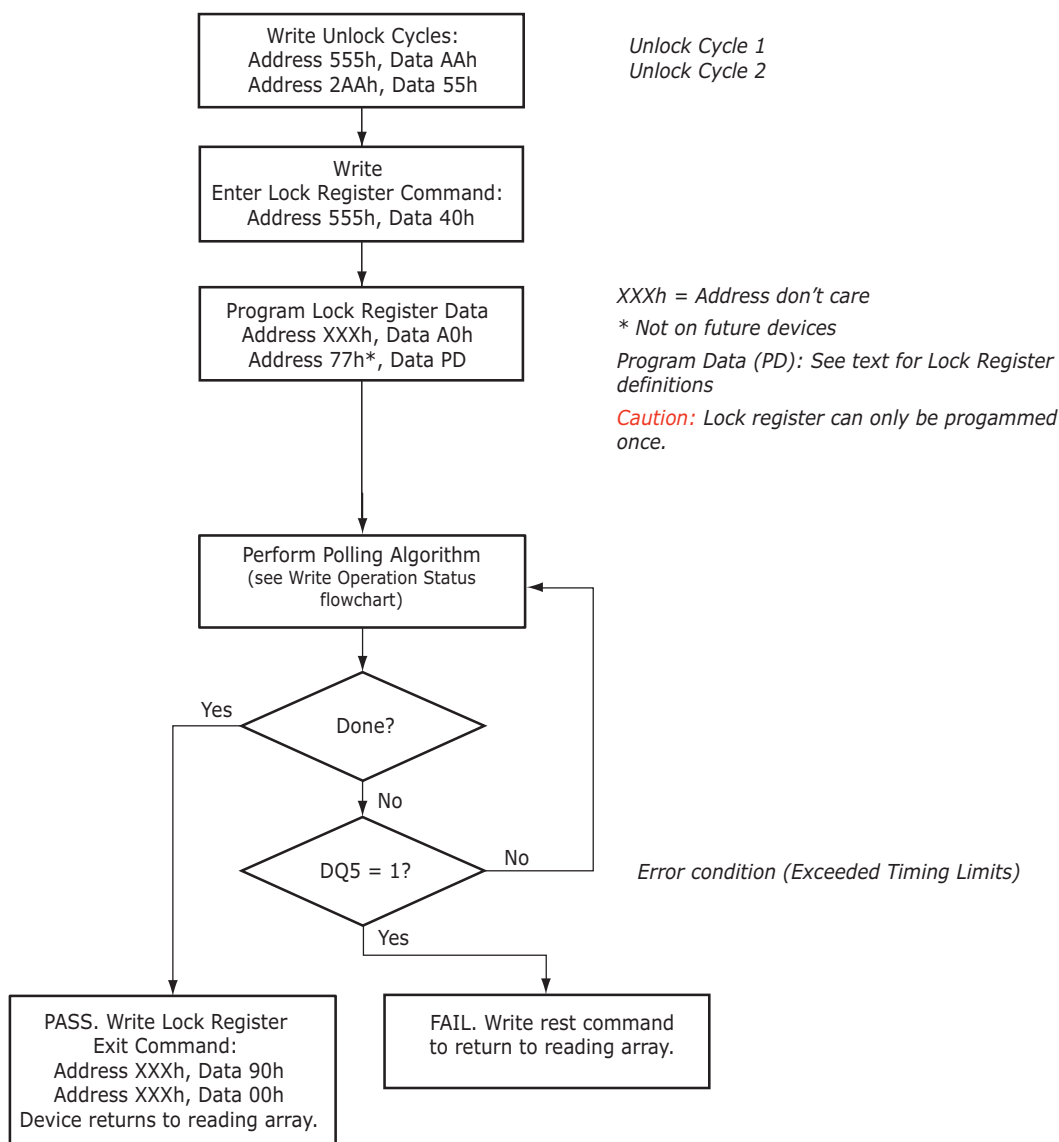 Write Unlock Cycles:
Address 555h, Data AAh
Address 2AAh, Data 55h
Unlock Cycle 1
Unlock Cycle 2
Write
Enter Lock Register Command:
Address 555h, Data 40h
Program Lock Register Data
Address XXXh, Data A0h
Address 77h*, Data PD
XXXh = Address don't care
* Not on future devices
Program Data (PD): See text for Lock Register
definitions
Caution: Lock register can only be progammed
once.
Perform Polling Algorithm
(see Write Operation Status
flowchart)
Yes
Done?
No
DQ5 = 1?
No
Error condition (Exceeded Timing Limits)
Yes
PASS. Write Lock Register
Exit Command:
Address XXXh, Data 90h
Address XXXh, Data 00h
Device returns to reading array.
FAIL. Write rest command
to return to reading array.